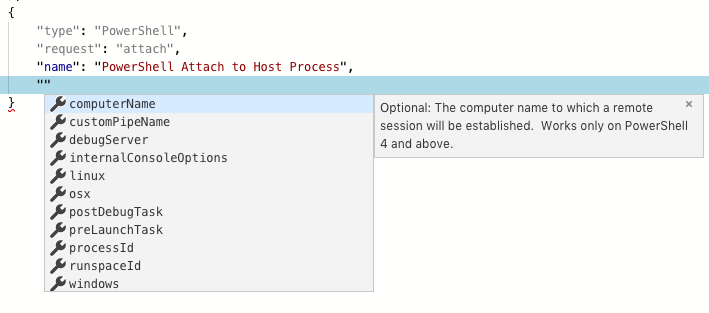 {
"type": "PowerShell",
"request": "attach",
"name": "PowerShell Attach to Host Process",
""
}
computerName
customPipeName
debugServer
internalConsoleOptions
linux
osx
postDebugTask
preLaunchTask
processId
runspaceId
windows
Optional: The computer name to which a remote
session will be established.  Works only on PowerShell
4 and above.
×